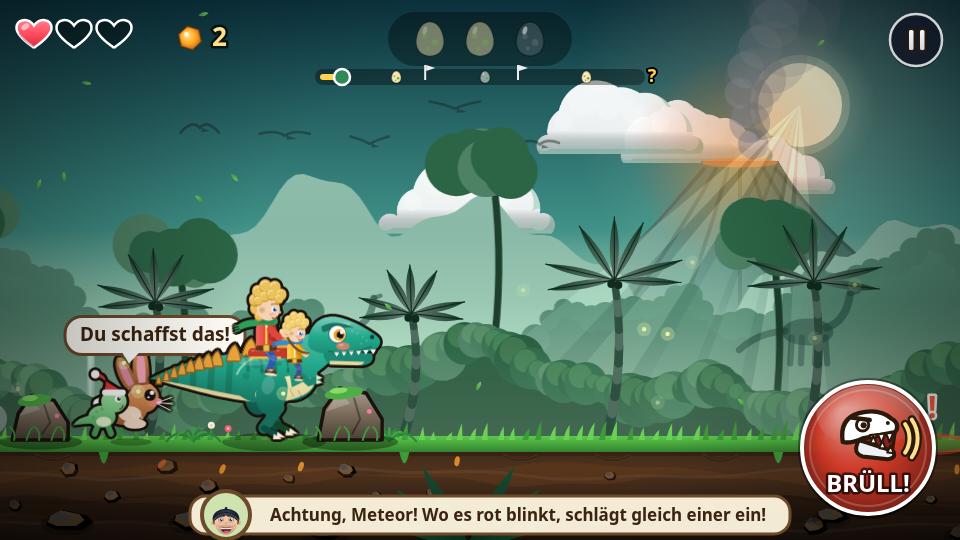 2
?
Du schaffst das!
!
BRÜLL!
Achtung, Meteor! Wo es rot blinkt, schlägt gleich einer ein!